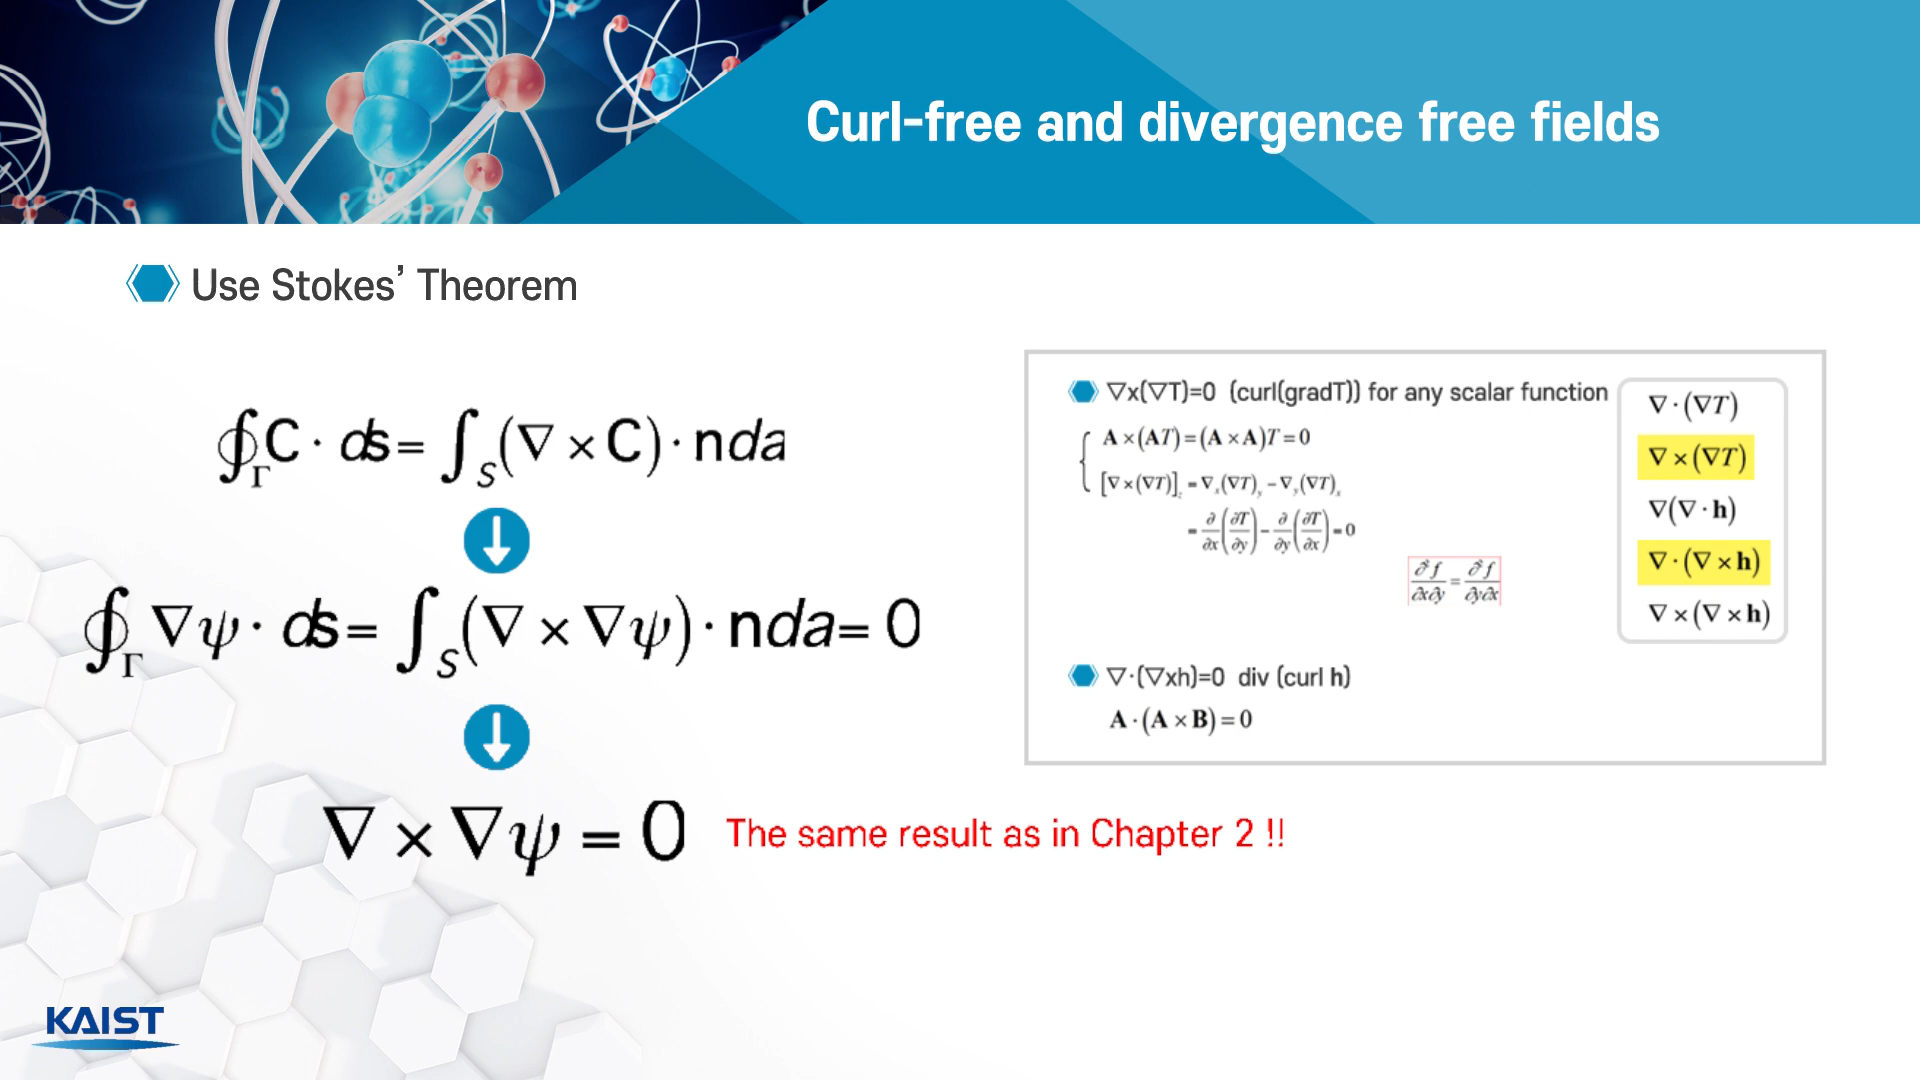 Curl-free and divergence free fields
Use Stokes’ Theorem
∮_Γ C · ds = ∫_S (∇ × C) · n da
∮_Γ ∇ψ · ds = ∫_S (∇ × ∇ψ) · n da = 0
∇ × ∇ψ = 0
The same result as in Chapter 2 !!
∇x(∇T)=0 (curl(gradT)) for any scalar function
A × (AT) = (A × A)T = 0
[∇ × (∇T)]_z = ∇_x(∇T)_y − ∇_y(∇T)_x
= ∂/∂x (∂T/∂y) − ∂/∂y (∂T/∂x) = 0
∂²f/∂x∂y = ∂²f/∂y∂x
∇·(∇xh)=0 div (curl h)
A · (A × B) = 0
∇ · (∇T)
∇ × (∇T)
∇(∇ · h)
∇ · (∇ × h)
∇ × (∇ × h)
KAIST